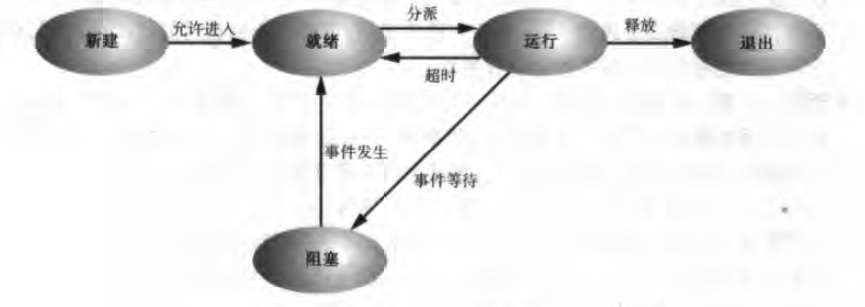 新建
允许进入
就绪
分派
超时
运行
释放
退出
事件发生
事件等待
阻塞